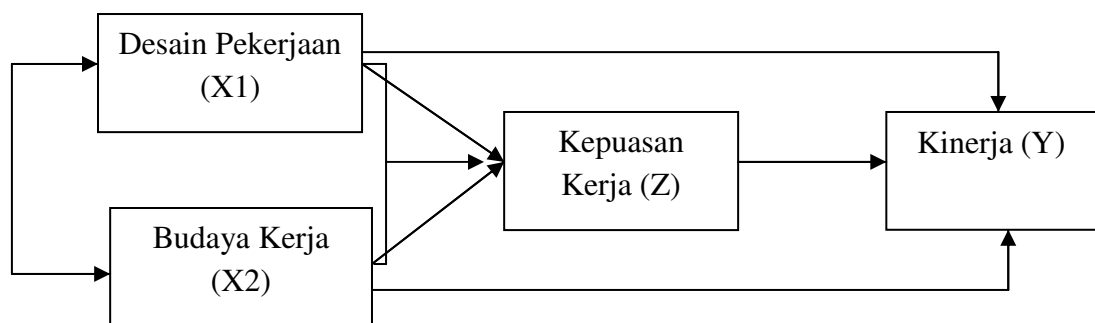 Desain Pekerjaan
(X1)
Kepuasan
Kerja (Z)
Kinerja (Y)
Budaya Kerja
(X2)